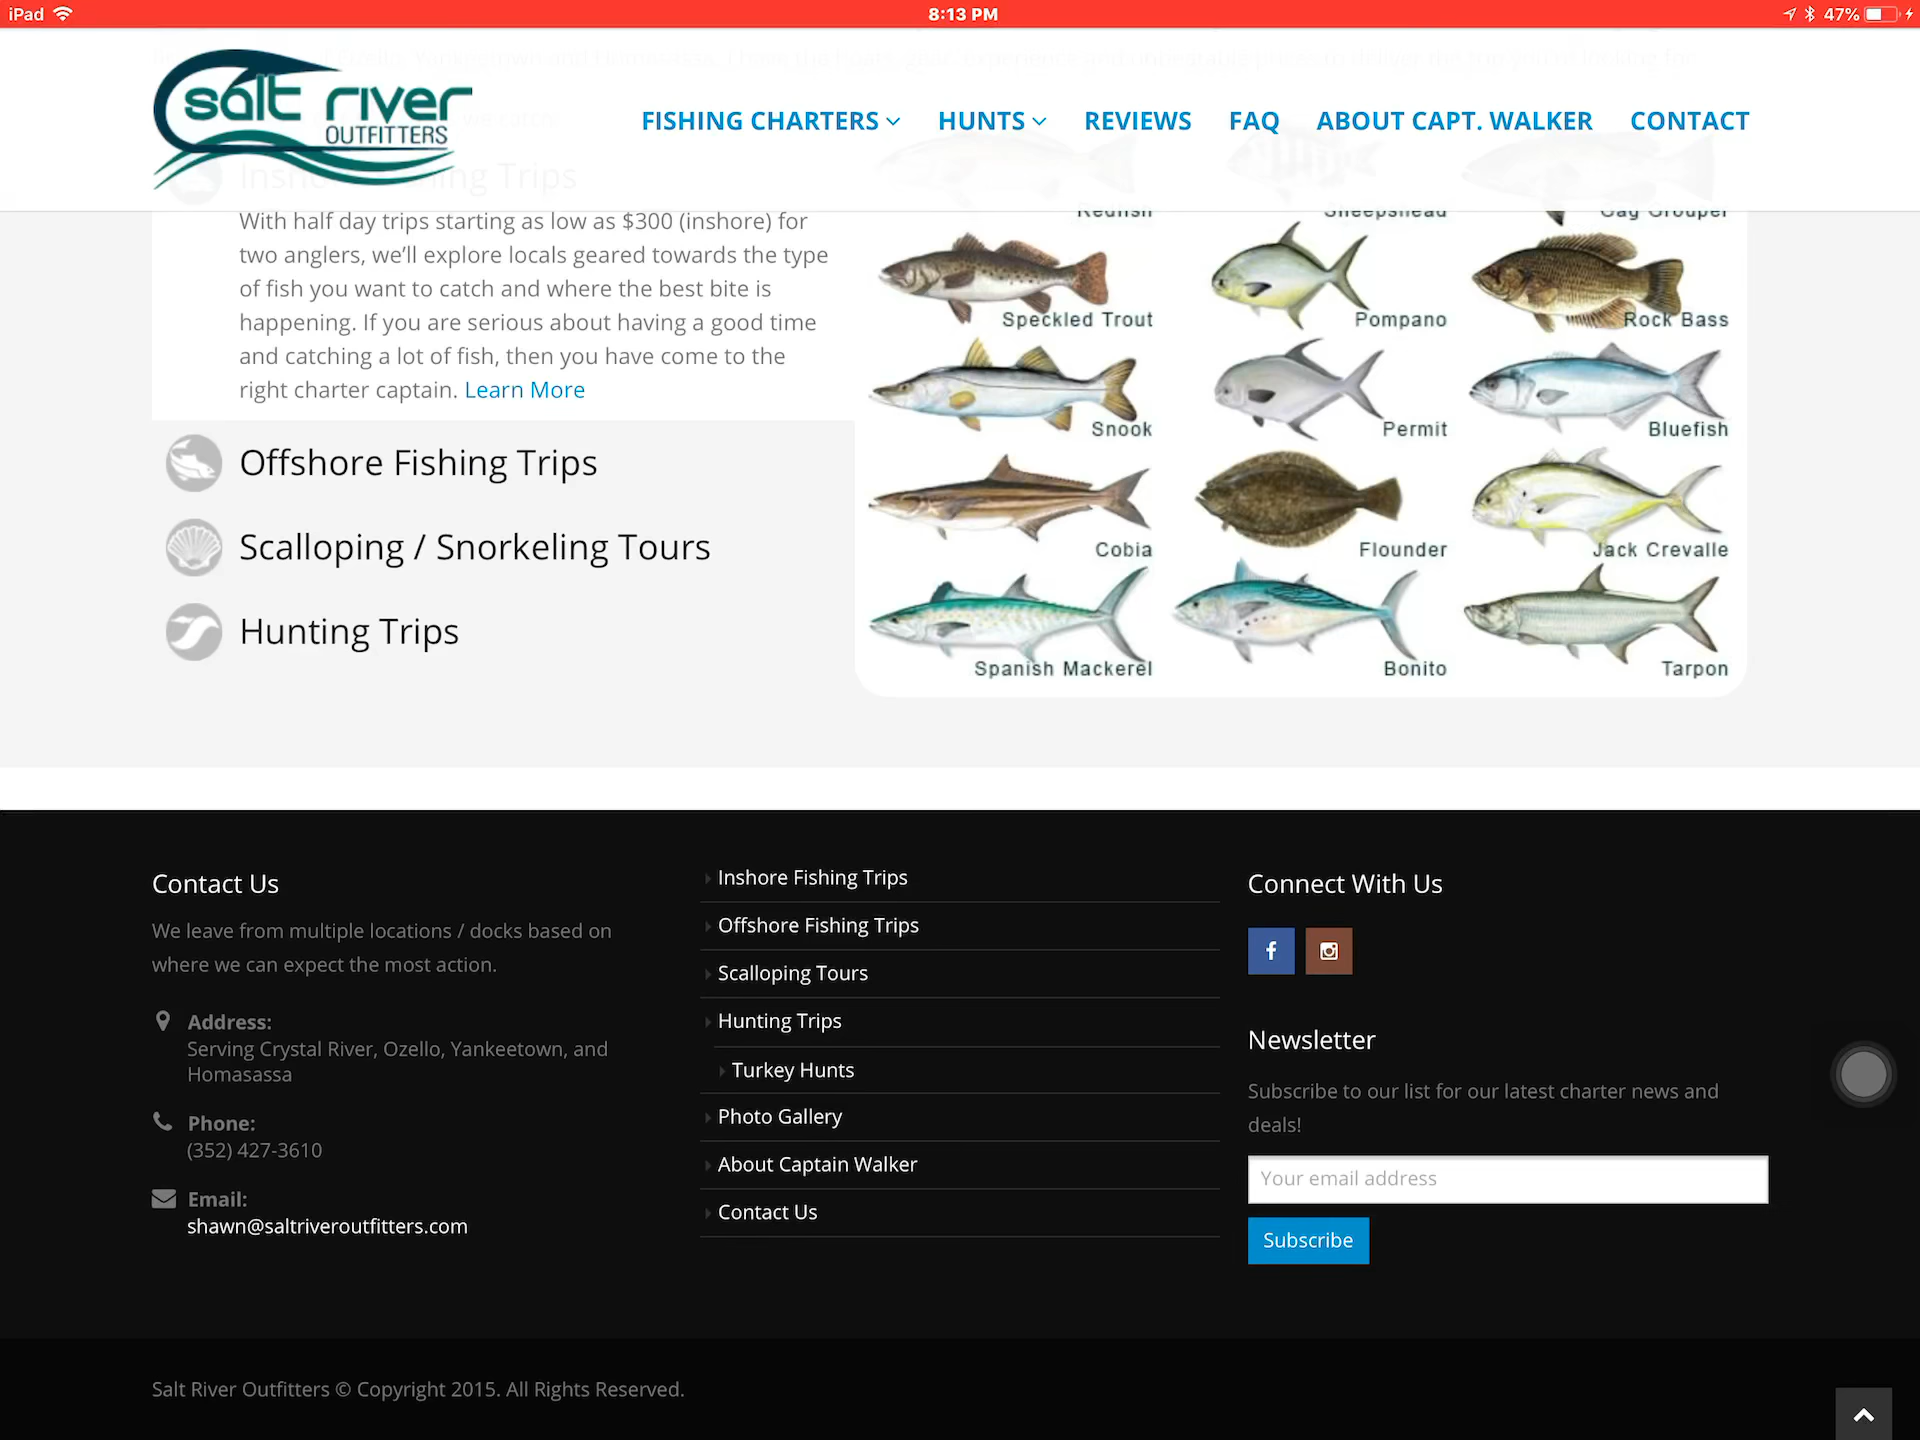 iPad
8:13 PM
47%
salt river
OUTFITTERS
we catch
FISHING CHARTERS
HUNTS
REVIEWS
FAQ
ABOUT CAPT. WALKER
CONTACT
Fishing Trips
With half day trips starting as low as $300 (inshore) for
two anglers, we'll explore locals geared towards the type
of fish you want to catch and where the best bite is
happening. If you are serious about having a good time
and catching a lot of fish, then you have come to the
right charter captain. Learn More
Offshore Fishing Trips
Scalloping / Snorkeling Tours
Hunting Trips
Redfish
Sheepshead
Gag Grouper
Speckled Trout
Pompano
Rock Bass
Snook
Permit
Bluefish
Cobia
Flounder
Jack Crevalle
Spanish Mackerel
Bonito
Tarpon
Contact Us
We leave from multiple locations / docks based on
where we can expect the most action.
Address:
Serving Crystal River, Ozello, Yankeetown, and
Homasassa
Phone:
(352) 427-3610
Email:
shawn@saltriveroutfitters.com
Inshore Fishing Trips
Offshore Fishing Trips
Scalloping Tours
Hunting Trips
Turkey Hunts
Photo Gallery
About Captain Walker
Contact Us
Connect With Us
Newsletter
Subscribe to our list for our latest charter news and
deals!
Your email address
Subscribe
Salt River Outfitters © Copyright 2015. All Rights Reserved.